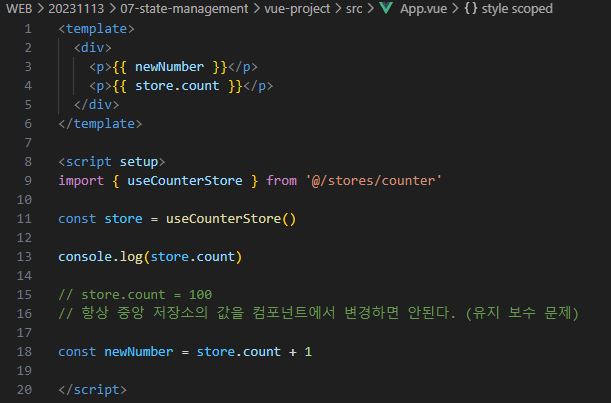 WEB > 20231113 > 07-state-management > vue-project > src > App.vue > {} style scoped
1 <template>
2   <div>
3     <p>{{ newNumber }}</p>
4     <p>{{ store.count }}</p>
5   </div>
6 </template>
7
8 <script setup>
9 import { useCounterStore } from '@/stores/counter'
10
11 const store = useCounterStore()
12
13 console.log(store.count)
14
15 // store.count = 100
16 // 항상 중앙 저장소의 값을 컴포넌트에서 변경하면 안된다. (유지 보수 문제)
17
18 const newNumber = store.count + 1
19
20 </script>